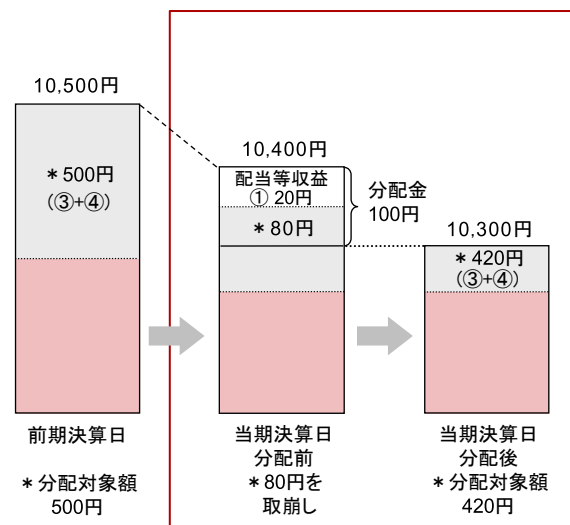 10,500円
＊500円
(③+④)
前期決算日
＊分配対象額
500円
10,400円
配当等収益
① 20円
＊80円
分配金
100円
当期決算日
分配前
＊80円を
取崩し
10,300円
＊420円
(③+④)
当期決算日
分配後
＊分配対象額
420円